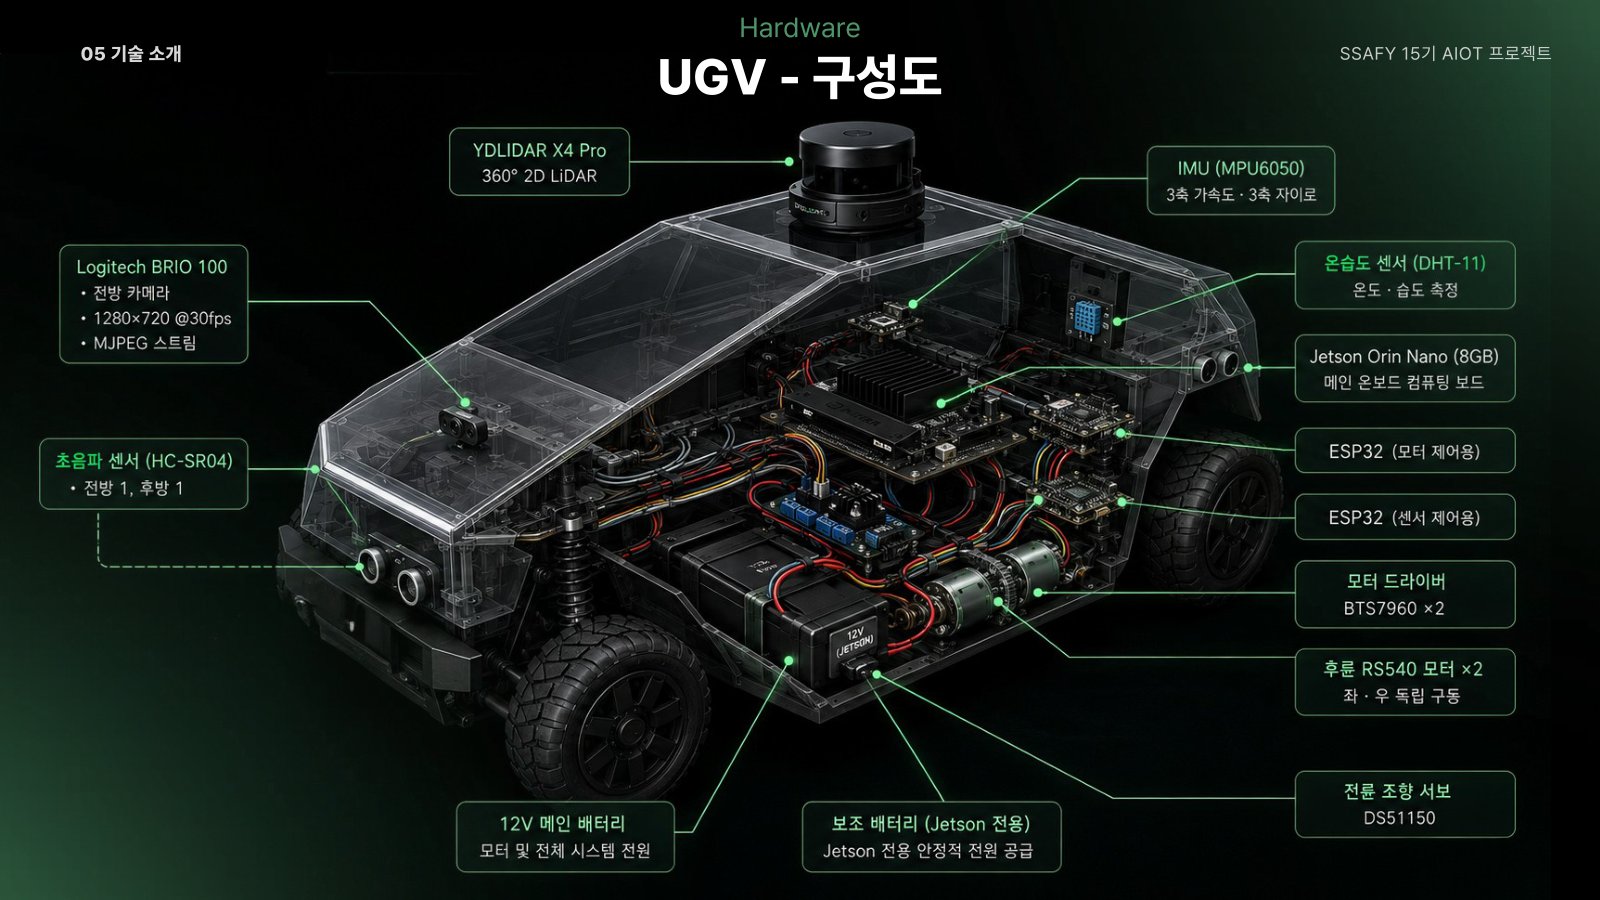 Hardware
05 기술 소개
UGV - 구성도
SSAFY 15기 AIOT 프로젝트
YDLIDAR X4 Pro
360° 2D LiDAR
IMU (MPU6050)
3축 가속도 · 3축 자이로
Logitech BRIO 100
• 전방 카메라
• 1280×720 @30fps
• MJPEG 스트림
온습도 센서 (DHT-11)
온도 · 습도 측정
Jetson Orin Nano (8GB)
메인 온보드 컴퓨팅 보드
초음파 센서 (HC-SR04)
• 전방 1, 후방 1
ESP32 (모터 제어용)
ESP32 (센서 제어용)
모터 드라이버
BTS7960 ×2
12V
(JETSON)
후륜 RS540 모터 ×2
좌 · 우 독립 구동
전륜 조향 서보
DS51150
12V 메인 배터리
모터 및 전체 시스템 전원
보조 배터리 (Jetson 전용)
Jetson 전용 안정적 전원 공급